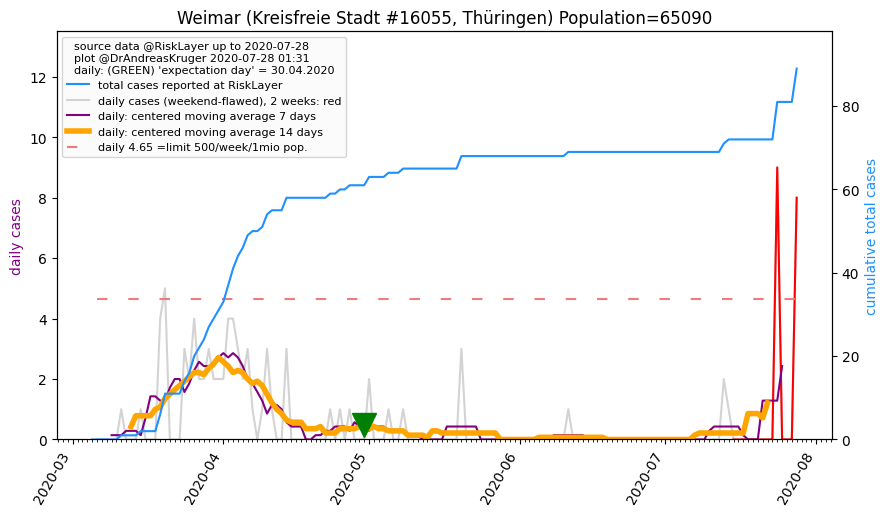 Weimar (Kreisfreie Stadt #16055, Thüringen) Population=65090
source data @RiskLayer up to 2020-07-28
plot @DrAndreasKruger 2020-07-28 01:31
daily: (GREEN) 'expectation day' = 30.04.2020
total cases reported at RiskLayer
daily cases (weekend-flawed), 2 weeks: red
daily: centered moving average 7 days
daily: centered moving average 14 days
daily 4.65 =limit 500/week/1mio pop.
daily cases
12
10
8
6
4
2
0
80
60
40
20
0
cumulative total cases
2020-03
2020-04
2020-05
2020-06
2020-07
2020-08